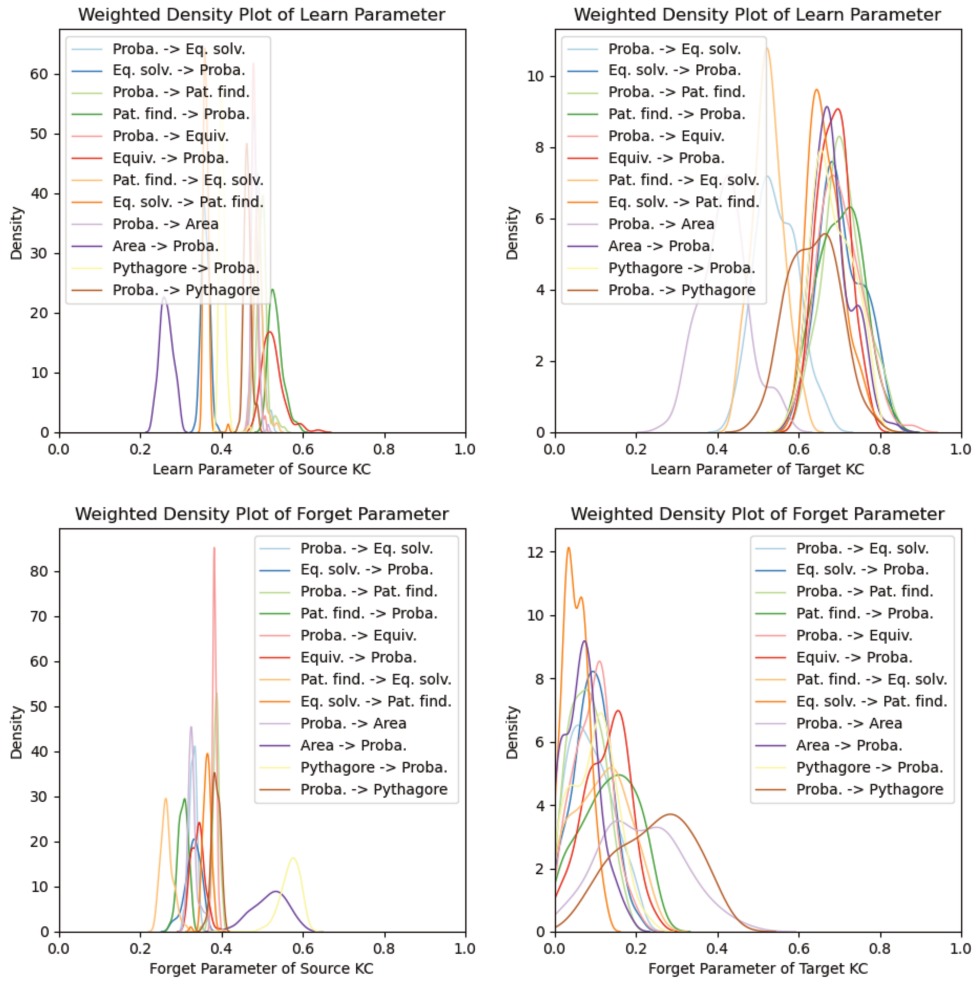 Weighted Density Plot of Learn Parameter
Proba. -> Eq. solv.
Eq. solv -> Proba.
Proba. -> Pat. find.
Pat. find. -> Proba.
Proba. -> Equiv.
Equiv. -> Proba.
Pat. find. -> Eq. solv.
Eq. solv -> Pat. find.
Proba. -> Area
Area -> Proba.
Pythagore -> Proba.
Proba. -> Pythagore
Density
60
50
40
30
20
10
0
0.0 0.2 0.4 0.6 0.8 1.0
Learn Parameter of Source KC
Weighted Density Plot of Learn Parameter
Proba. -> Eq. solv.
Eq. solv -> Proba.
Proba. -> Pat. find.
Pat. find. -> Proba.
Proba. -> Equiv.
Equiv. -> Proba.
Pat. find. -> Eq. solv.
Eq. solv -> Pat. find.
Proba. -> Area
Area -> Proba.
Pythagore -> Proba.
Proba. -> Pythagore
Density
10
8
6
4
2
0
0.0 0.2 0.4 0.6 0.8 1.0
Learn Parameter of Target KC
Weighted Density Plot of Forget Parameter
Proba. -> Eq. solv.
Eq. solv -> Proba.
Proba. -> Pat. find.
Pat. find. -> Proba.
Proba. -> Equiv.
Equiv. -> Proba.
Pat. find. -> Eq. solv.
Eq. solv -> Pat. find.
Proba. -> Area
Area -> Proba.
Pythagore -> Proba.
Proba. -> Pythagore
Density
80
70
60
50
40
30
20
10
0
0.0 0.2 0.4 0.6 0.8 1.0
Forget Parameter of Source KC
Weighted Density Plot of Forget Parameter
Proba. -> Eq. solv.
Eq. solv -> Proba.
Proba. -> Pat. find.
Pat. find. -> Proba.
Proba. -> Equiv.
Equiv. -> Proba.
Pat. find. -> Eq. solv.
Eq. solv -> Pat. find.
Proba. -> Area
Area -> Proba.
Pythagore -> Proba.
Proba. -> Pythagore
Density
12
10
8
6
4
2
0
0.0 0.2 0.4 0.6 0.8 1.0
Forget Parameter of Target KC